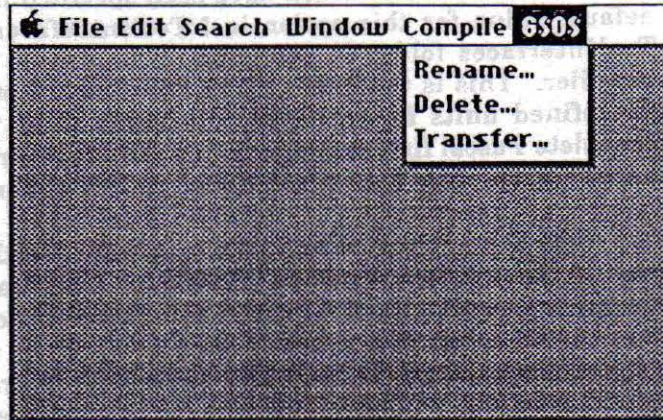 File Edit Search Window Compile GSOS
Rename…
Delete…
Transfer…